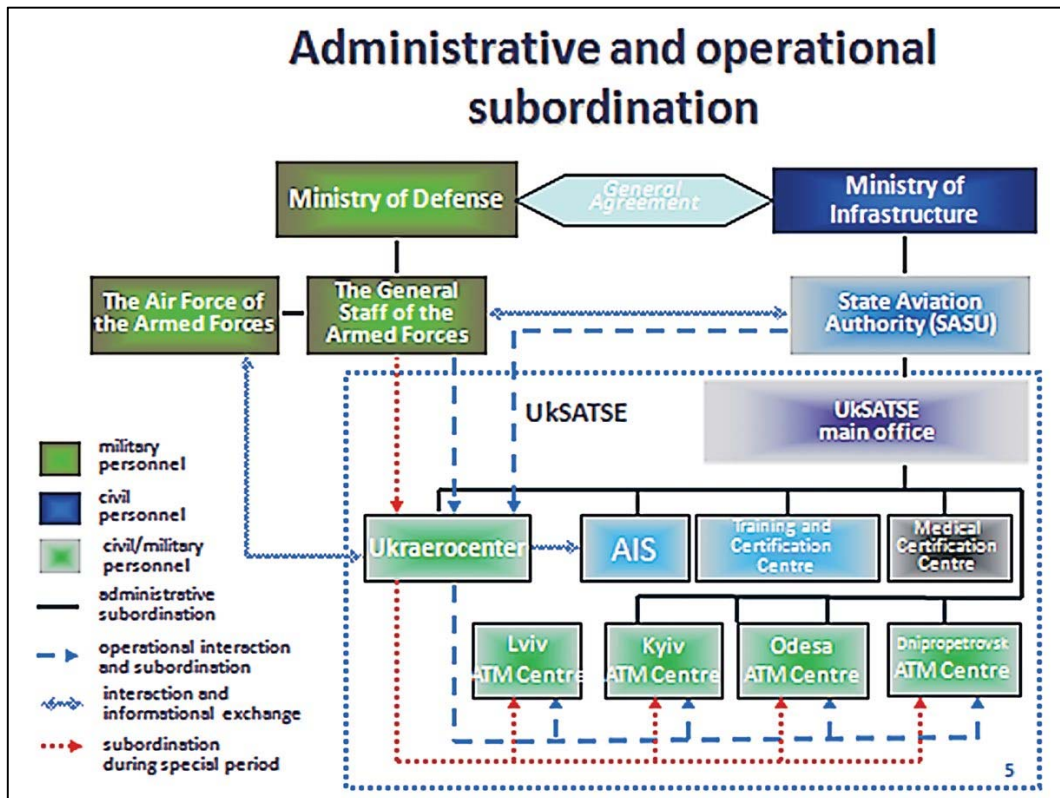 Administrative and operational
subordination
Ministry of Defense
General
Agreement
Ministry of
Infrastructure
The Air Force of
the Armed Forces
The General
Staff of the
Armed Forces
State Aviation
Authority (SASU)
UkSATSE
UkSATSE
main office
military
personnel
civil
personnel
civil/military
personnel
administrative
subordination
operational interaction
and subordination
interaction and
informational exchange
subordination
during special period
Ukraerocenter
AIS
Training and
Certification
Centre
Medical
Certification
Centre
Lviv
ATM Centre
Kyiv
ATM Centre
Odesa
ATM Centre
Dnipropetrovsk
ATM Centre
5